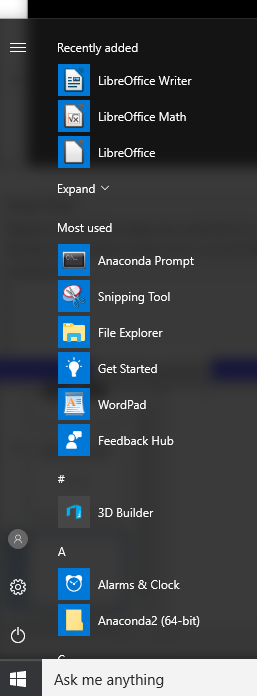 Recently added
LibreOffice Writer
LibreOffice Math
LibreOffice
Expand
Most used
Anaconda Prompt
Snipping Tool
File Explorer
Get Started
WordPad
Feedback Hub
#
3D Builder
A
Alarms & Clock
Anaconda2 (64-bit)
Ask me anything